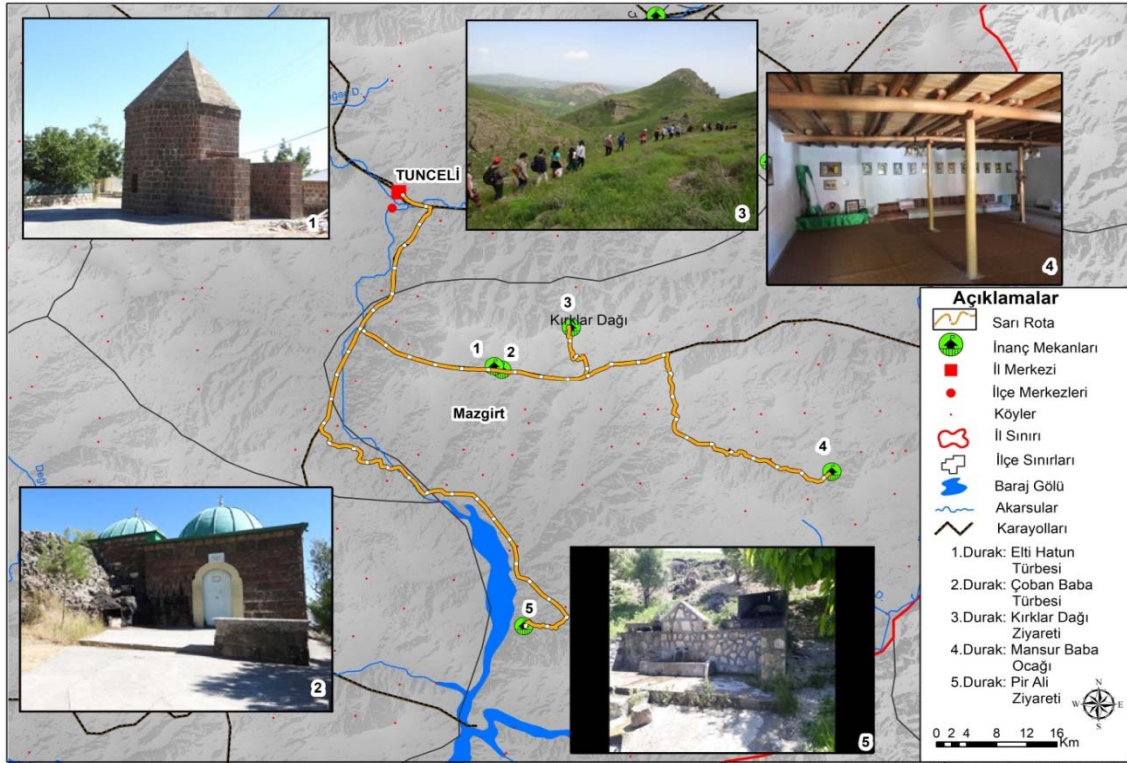 1
TUNCELİ
3
4
3
Kırklar Dağı
1
2
Mazgirt
4
2
5
5
Açıklamalar
Sarı Rota
İnanç Mekanları
İl Merkezi
İlçe Merkezleri
Köyler
İl Sınırı
İlçe Sınırları
Baraj Gölü
Akarsular
Karayolları
1.Durak: Elti Hatun
Türbesi
2.Durak: Çoban Baba
Türbesi
3.Durak: Kırklar Dağı
Ziyareti
4.Durak: Mansur Baba
Ocağı
5.Durak: Pir Ali
Ziyareti
N
W E
S
0 2 4 8 12 16
Km